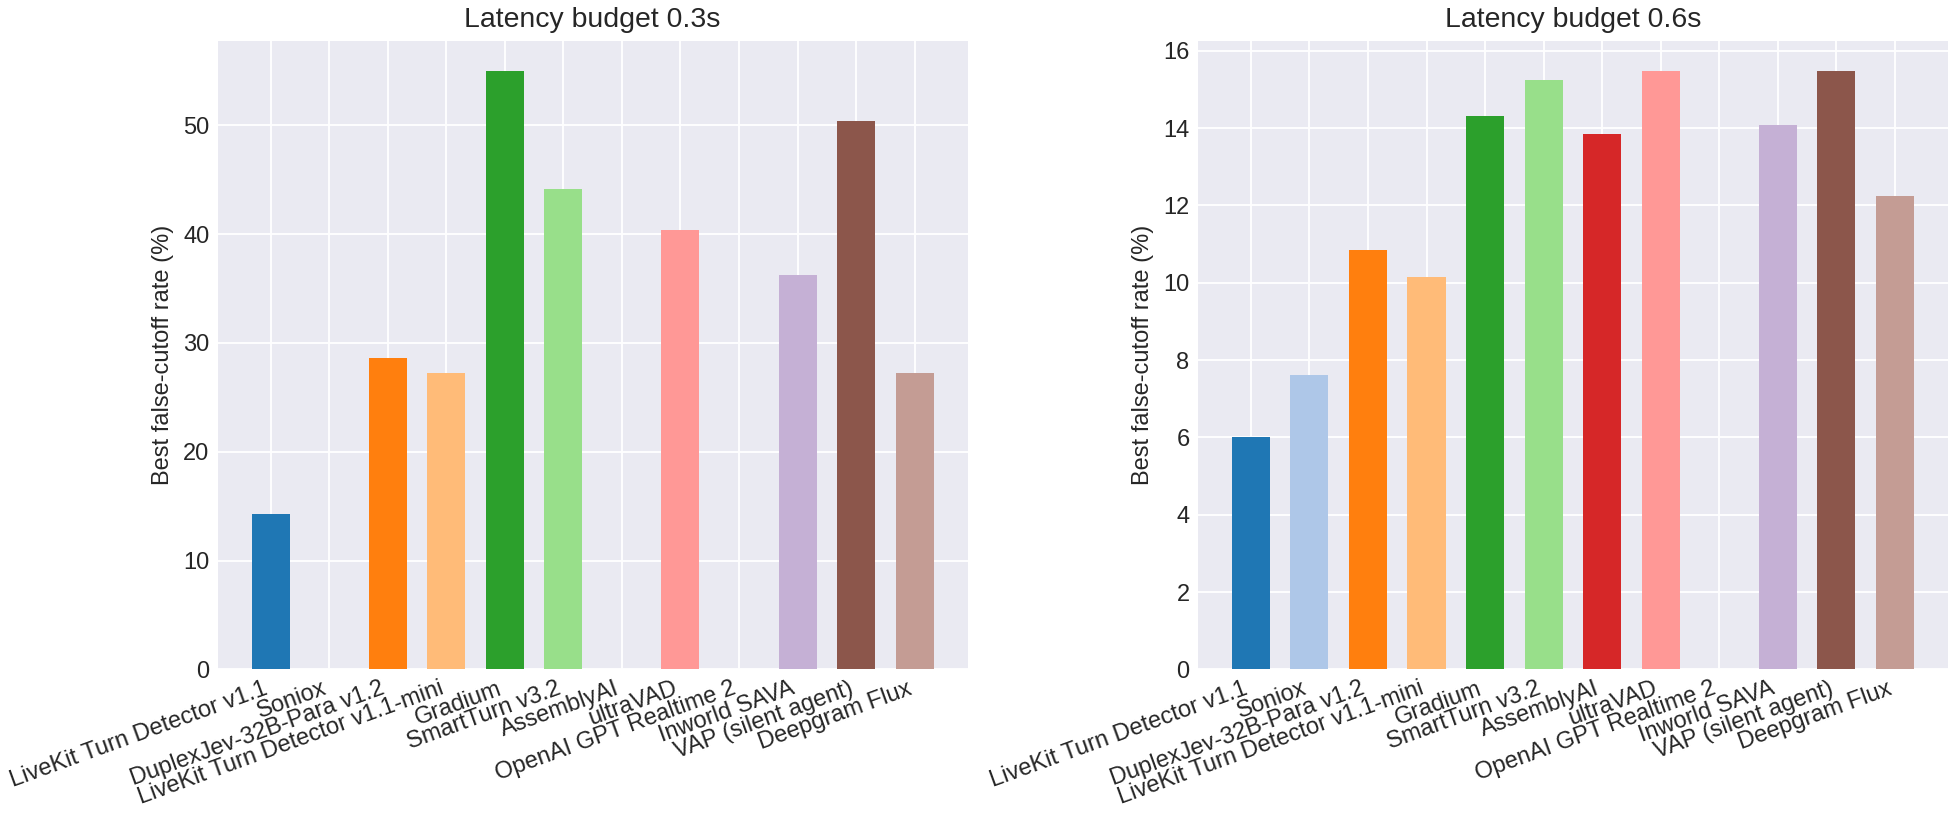 Latency budget 0.3s
Best false-cutoff rate (%)
50
40
30
20
10
0
LiveKit Turn Detector v1.1
Soniox
DuplexJev-32B-Para v1.2
LiveKit Turn Detector v1.1-mini
Gradium
SmartTurn v3.2
AssemblyAI
ultraVAD
OpenAI GPT Realtime 2
Inworld SAVA
VAP (silent agent)
Deepgram Flux
Latency budget 0.6s
Best false-cutoff rate (%)
16
14
12
10
8
6
4
2
0
LiveKit Turn Detector v1.1
Soniox
DuplexJev-32B-Para v1.2
LiveKit Turn Detector v1.1-mini
Gradium
SmartTurn v3.2
AssemblyAI
ultraVAD
OpenAI GPT Realtime 2
Inworld SAVA
VAP (silent agent)
Deepgram Flux